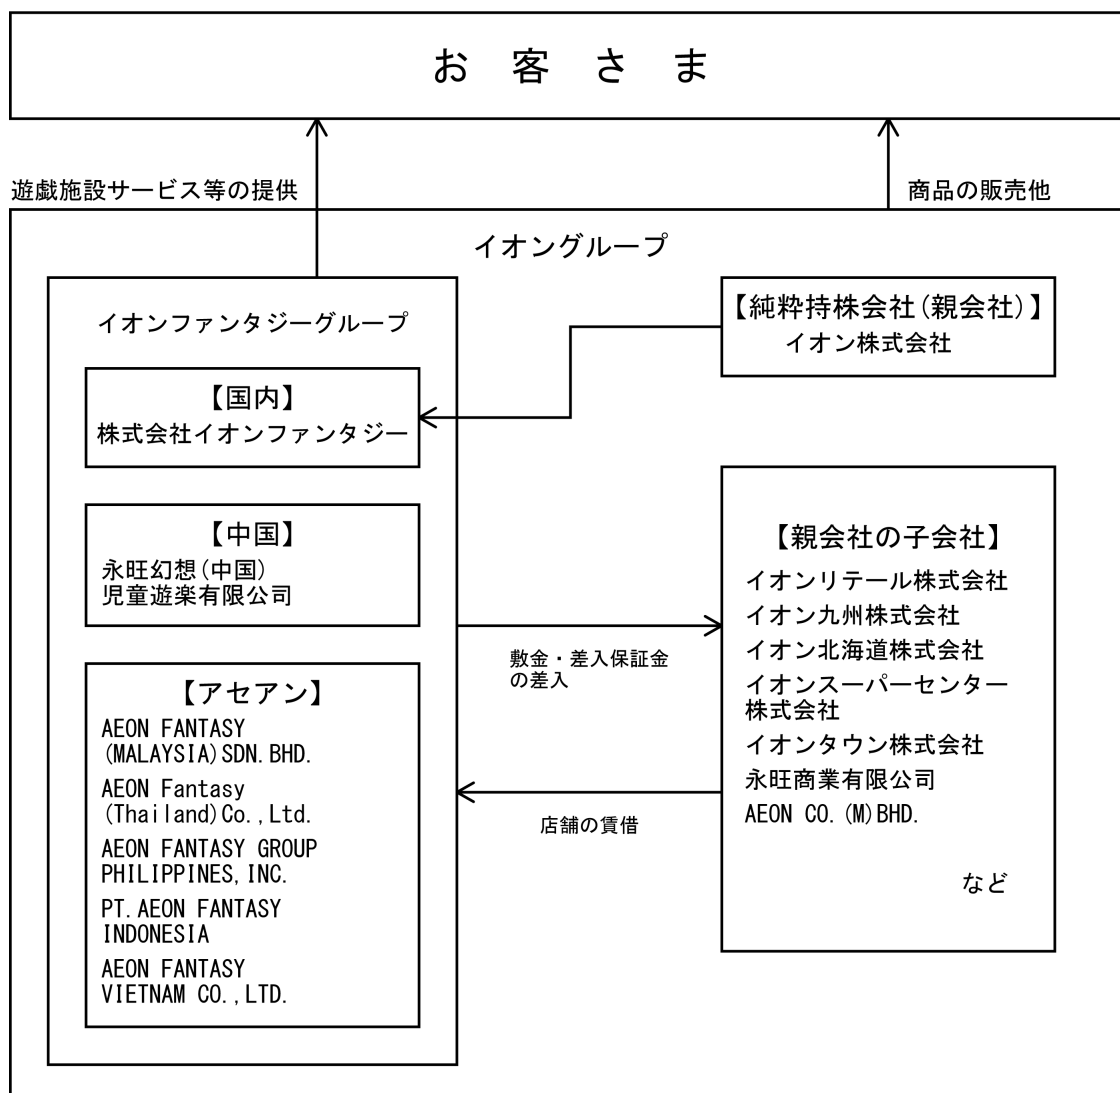 お客さま
遊戯施設サービス等の提供
商品の販売他
イオングループ
イオンファンタジーグループ
【国内】
株式会社イオンファンタジー
【中国】
永旺幻想(中国)
児童遊楽有限公司
【アセアン】
AEON FANTASY
(MALAYSIA)SDN.BHD.
AEON Fantasy
(Thailand)Co.,Ltd.
AEON FANTASY GROUP
PHILIPPINES,INC.
PT.AEON FANTASY
INDONESIA
AEON FANTASY
VIETNAM CO.,LTD.
【純粋持株会社(親会社)】
イオン株式会社
敷金・差入保証金
の差入
店舗の賃借
【親会社の子会社】
イオンリテール株式会社
イオン九州株式会社
イオン北海道株式会社
イオンスーパーセンター
株式会社
イオンタウン株式会社
永旺商業有限公司
AEON CO.(M)BHD.
など